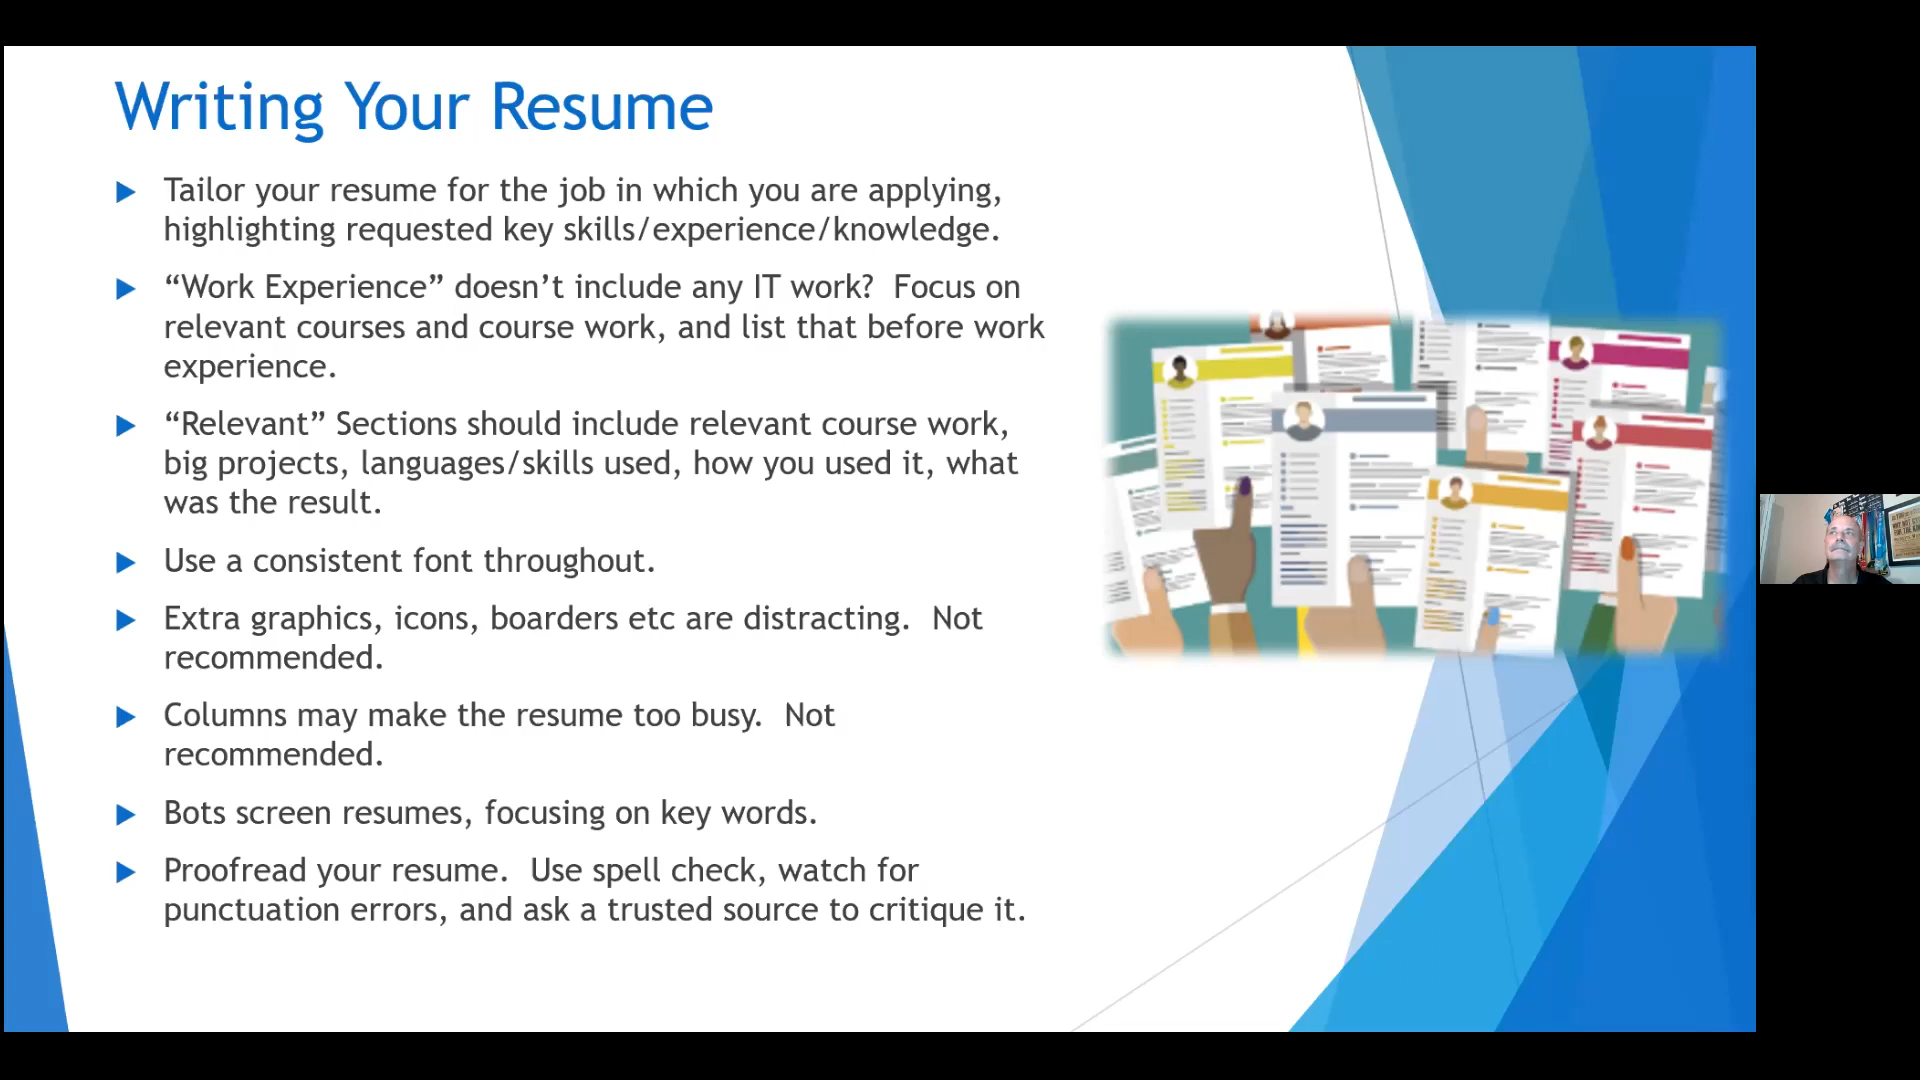 Writing Your Resume
Tailor your resume for the job in which you are applying,
highlighting requested key skills/experience/knowledge.
“Work Experience” doesn’t include any IT work?  Focus on
relevant courses and course work, and list that before work
experience.
“Relevant” Sections should include relevant course work,
big projects, languages/skills used, how you used it, what
was the result.
Use a consistent font throughout.
Extra graphics, icons, boarders etc are distracting.  Not
recommended.
Columns may make the resume too busy.  Not
recommended.
Bots screen resumes, focusing on key words.
Proofread your resume.  Use spell check, watch for
punctuation errors, and ask a trusted source to critique it.